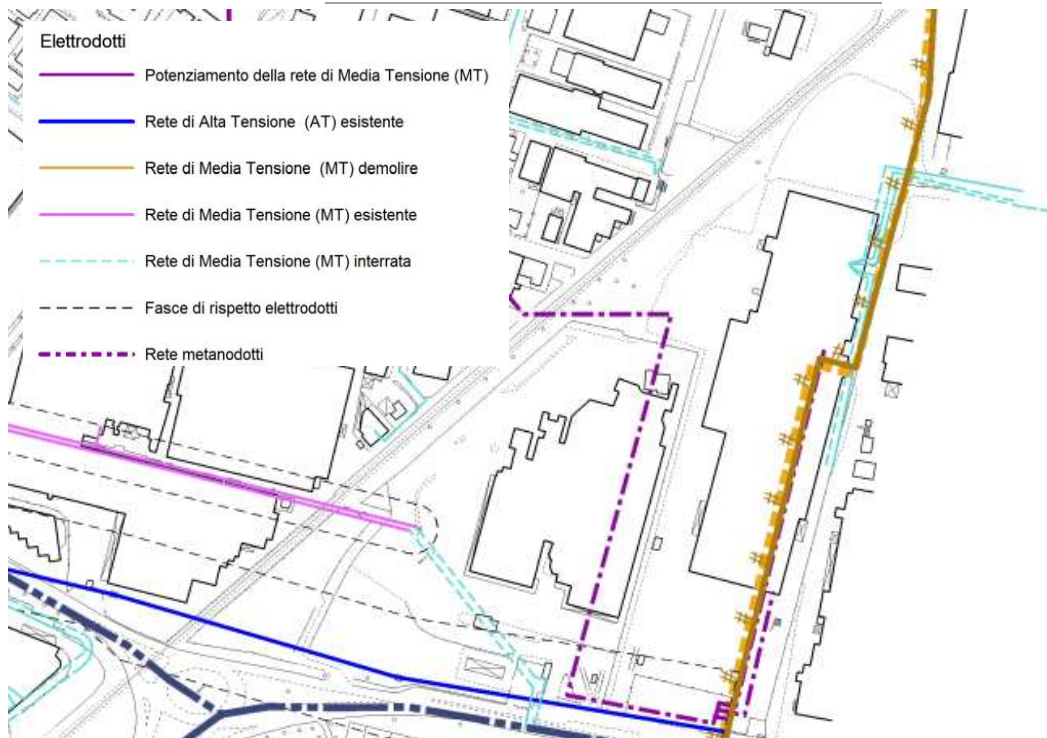 Elettrodotti
Potenziamento della rete di Media Tensione (MT)
Rete di Alta Tensione (AT) esistente
Rete di Media Tensione (MT) demolire
Rete di Media Tensione (MT) esistente
Rete di Media Tensione (MT) interrata
Fasce di rispetto elettrodotti
Rete metanodotti